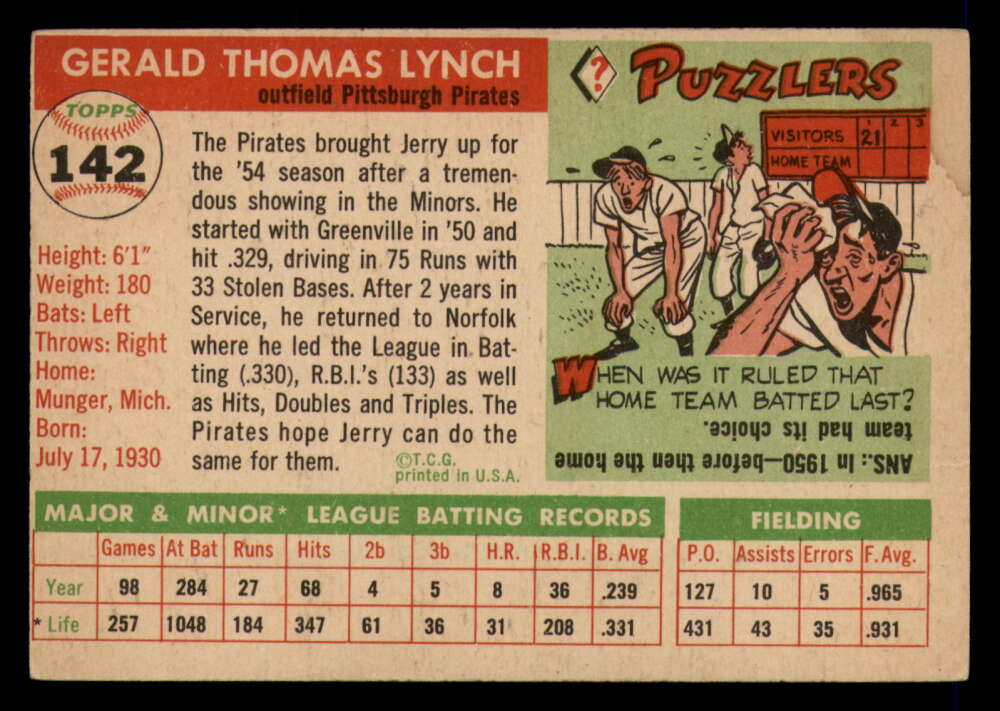 GERALD THOMAS LYNCH
outfield Pittsburgh Pirates
TOPPS
142
Height: 6'1"
Weight: 180
Bats: Left
Throws: Right
Home:
Munger, Mich.
Born:
July 17, 1930
The Pirates brought Jerry up for
the '54 season after a tremen-
dous showing in the Minors. He
started with Greenville in '50 and
hit .329, driving in 75 Runs with
33 Stolen Bases. After 2 years in
Service, he returned to Norfolk
where he led the League in Bat-
ting (.330), R.B.I.'s (133) as well
as Hits, Doubles and Triples. The
Pirates hope Jerry can do the
same for them.
©T.C.G.
printed in U.S.A.
? PUZZLERS
1 2 3
VISITORS 21
HOME TEAM
WHEN WAS IT RULED THAT
HOME TEAM BATTED LAST?
ANS.: In 1950—before then the home
team had its choice.
MAJOR & MINOR* LEAGUE BATTING RECORDS
Games At Bat Runs Hits 2b 3b H.R. R.B.I. B. Avg
Year 98 284 27 68 4 5 8 36 .239
* Life 257 1048 184 347 61 36 31 208 .331
FIELDING
P.O. Assists Errors F. Avg.
127 10 5 .965
431 43 35 .931